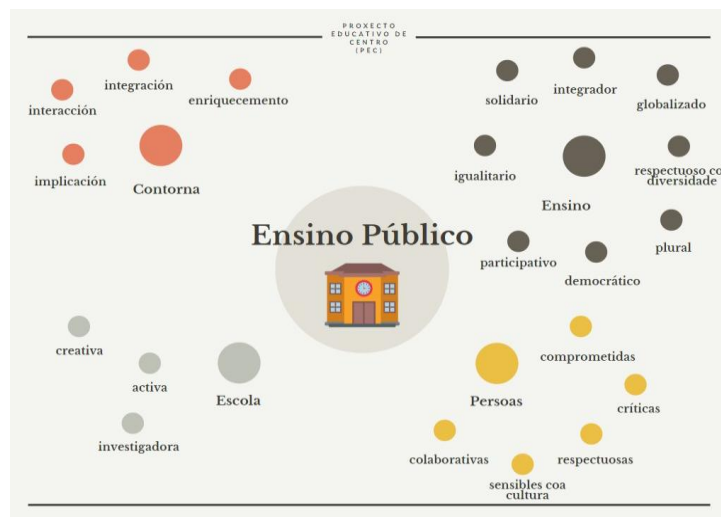 PROXECTO
EDUCATIVO DE
CENTRO
(PEC)
integración
interacción
enriquecemento
implicación
Contorna
solidario
integrador
globalizado
igualitario
respectuoso
diversidade
Ensino
plural
participativo
democrático
Ensino Público
creativa
activa
Escola
investigadora
comprometidas
Persoas
críticas
colaborativas
respectuosas
sensibles coa
cultura